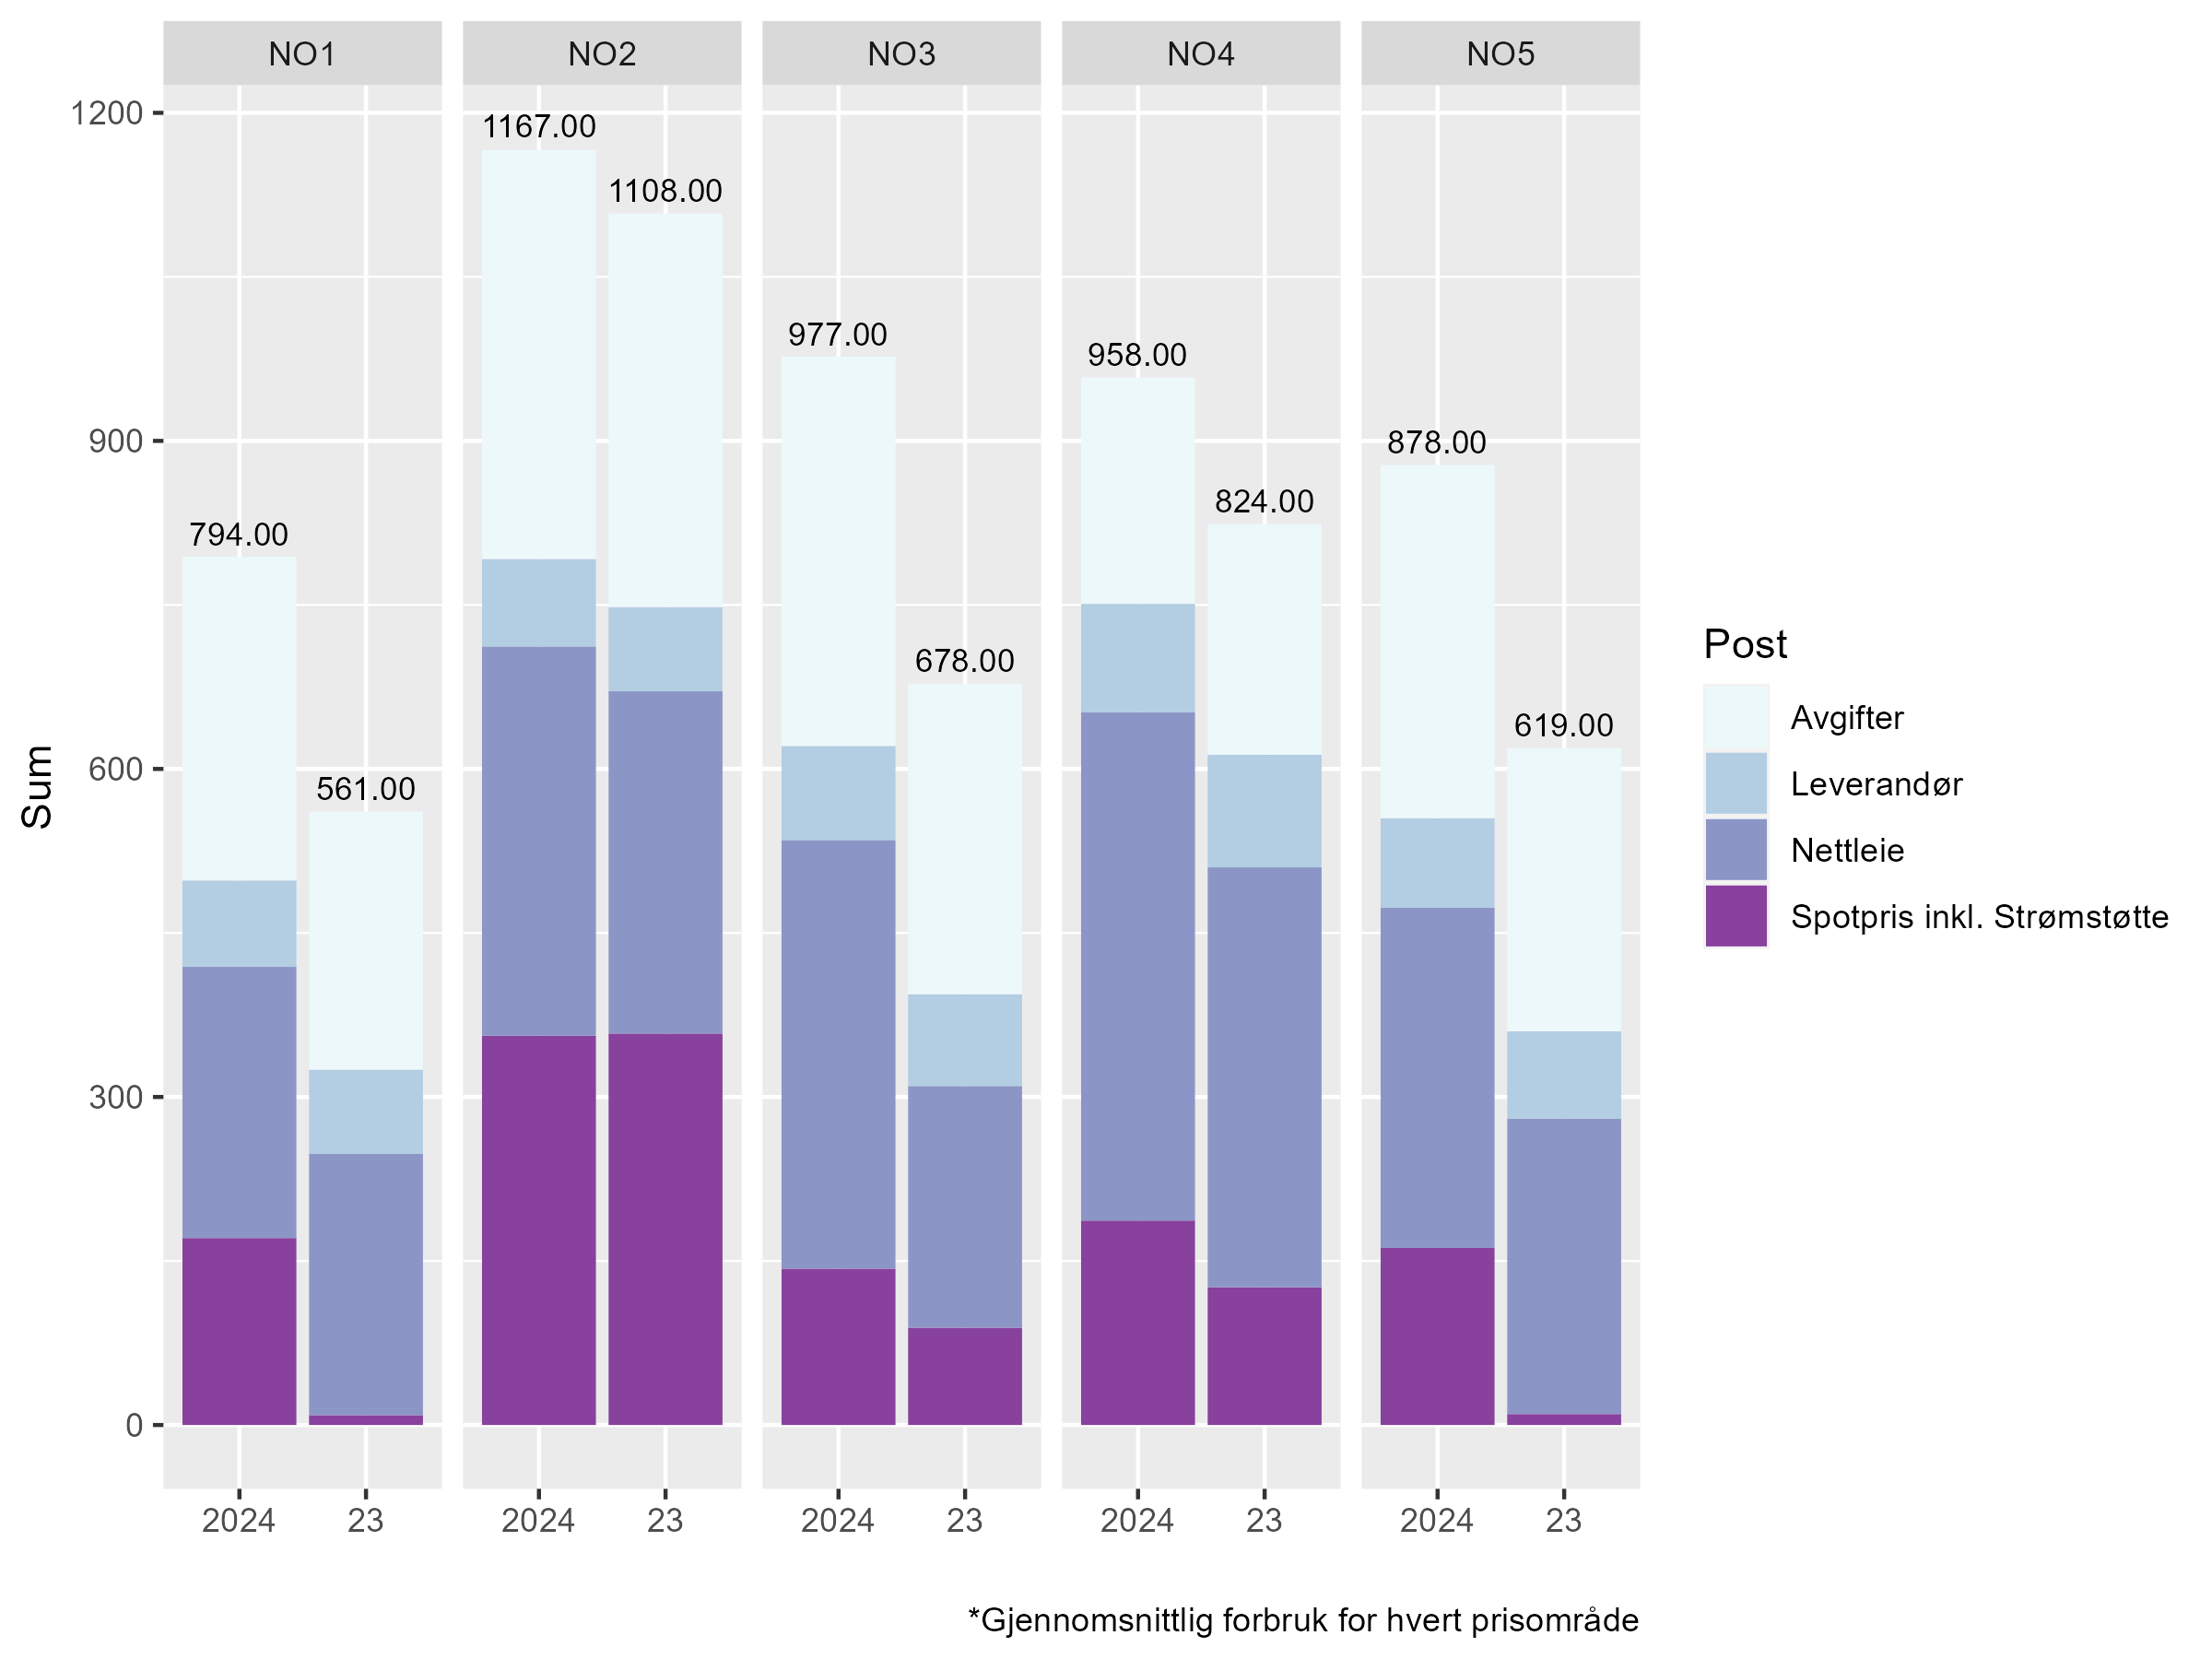 NO1 NO2 NO3 NO4 NO5
1200
1167.00
1108.00
977.00
958.00
900
878.00
824.00
794.00
678.00
619.00
600
561.00
300
0
Sum
2024 23 2024 23 2024 23 2024 23 2024 23
Post
Avgifter
Leverandør
Nettleie
Spotpris inkl. Strømstøtte
*Gjennomsnittlig forbruk for hvert prisområde